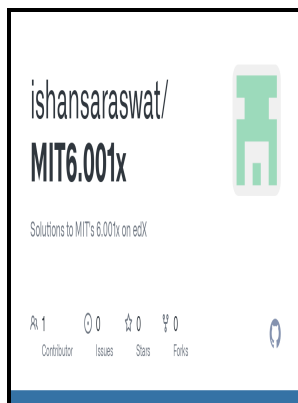 ishansaraswat/
MIT6.001x
Solutions to MIT's 6.001x on edX
1 0 0 0
Contributor Issues Stars Forks